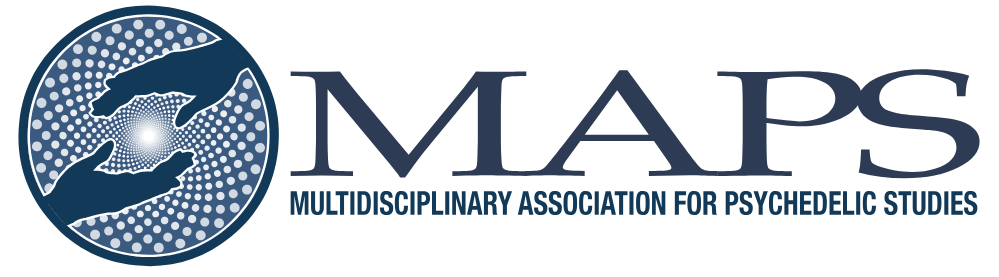 MAPS
MULTIDISCIPLINARY ASSOCIATION FOR PSYCHEDELIC STUDIES